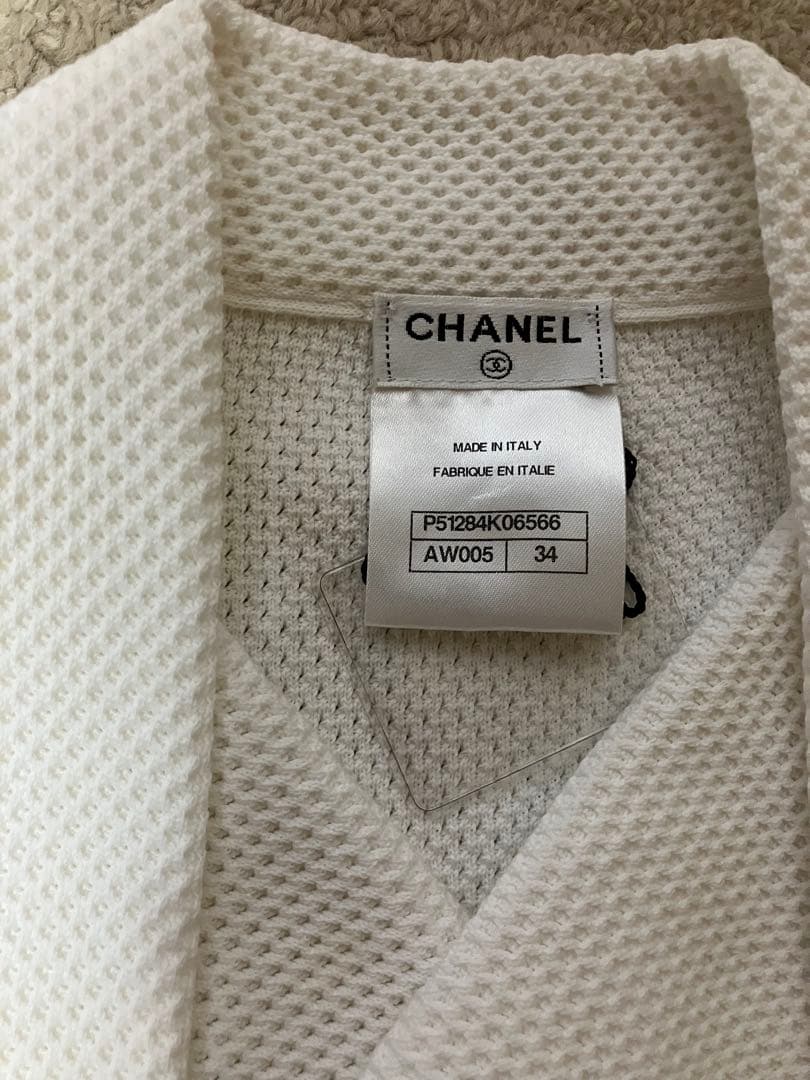 CHANEL
MADE IN ITALY
FABRIQUE EN ITALIE
P51284K06566
AW005 34